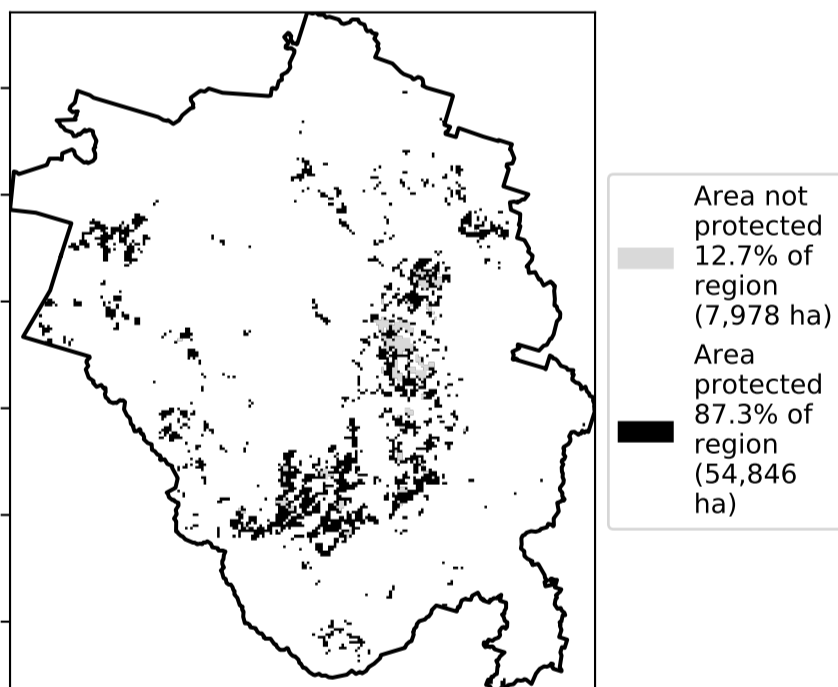 Area not
protected
12.7% of
region
(7,978 ha)
Area
protected
87.3% of
region
(54,846
ha)